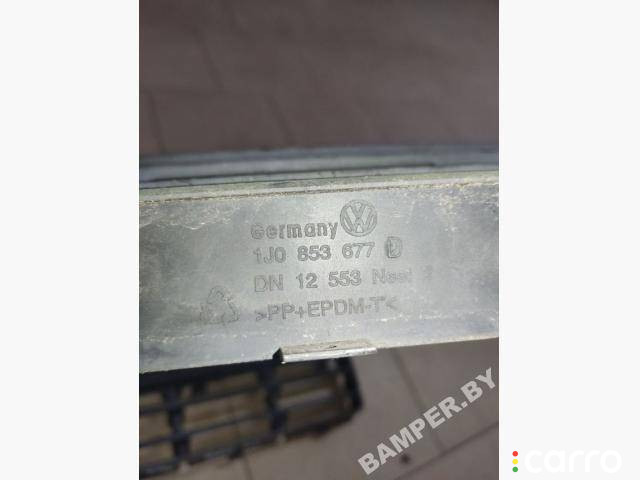 Germany
1J0 853 677 D
DN 12 553
>PP+EPDM-T<
BAMPER.BY
carro